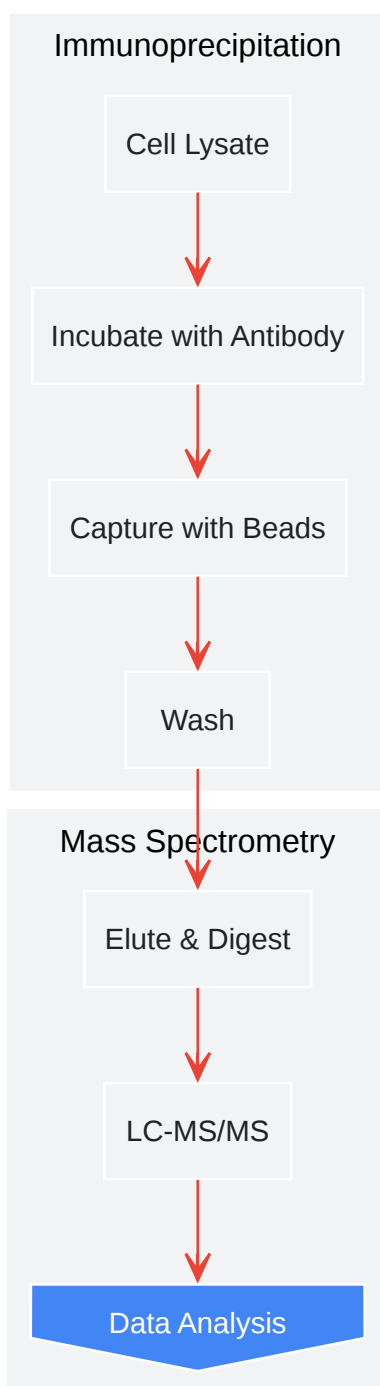 Immunoprecipitation
Cell Lysate
Incubate with Antibody
Capture with Beads
Wash
Mass Spectrometry
Elute & Digest
LC-MS/MS
Data Analysis